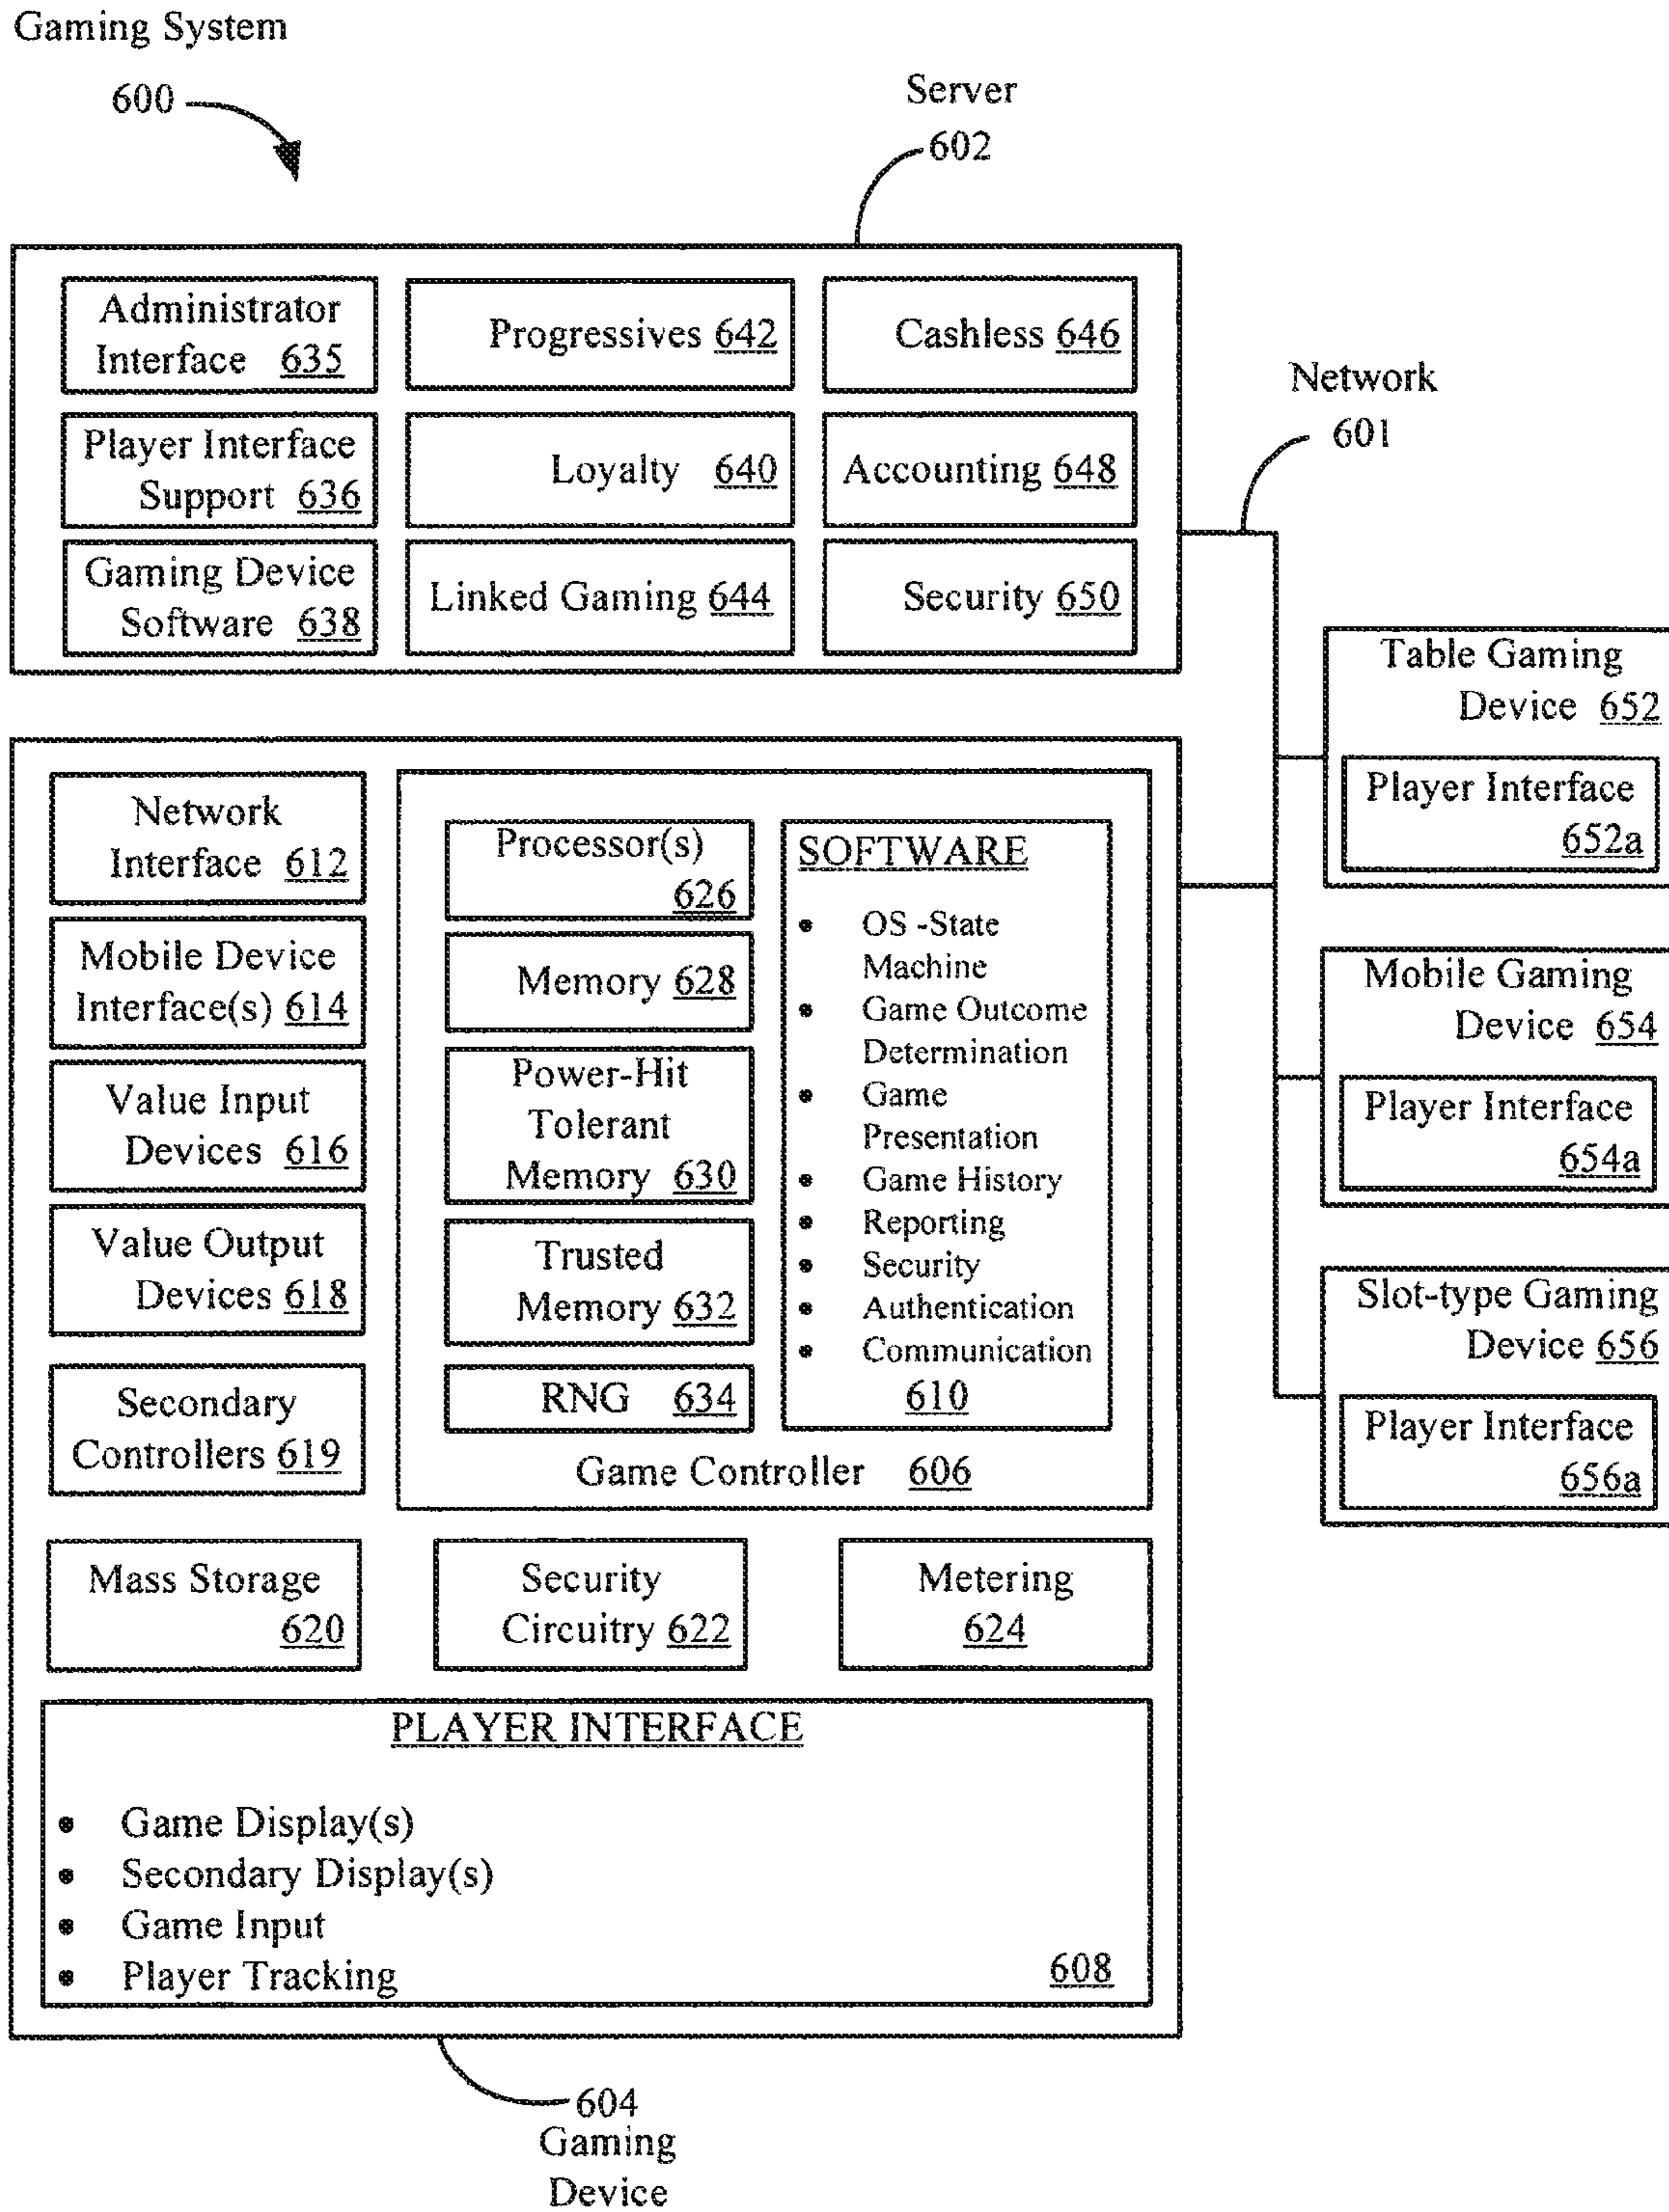 Gaming System
600
Server
602
Administrator
Interface 635
Progressives 642
Cashless 646
Player Interface
Support 636
Loyalty 640
Accounting 648
Gaming Device
Software 638
Linked Gaming 644
Security 650
Network
601
Table Gaming
Device 652
Player Interface
652a
Mobile Gaming
Device 654
Player Interface
654a
Slot-type Gaming
Device 656
Player Interface
656a
Network
Interface 612
Mobile Device
Interface(s) 614
Value Input
Devices 616
Value Output
Devices 618
Secondary
Controllers 619
Processor(s)
626
Memory 628
Power-Hit
Tolerant
Memory 630
Trusted
Memory 632
RNG 634
SOFTWARE
• OS -State
Machine
• Game Outcome
Determination
• Game
Presentation
• Game History
• Reporting
• Security
• Authentication
• Communication
610
Game Controller 606
Mass Storage
620
Security
Circuitry 622
Metering
624
PLAYER INTERFACE
• Game Display(s)
• Secondary Display(s)
• Game Input
• Player Tracking
608
604
Gaming
Device